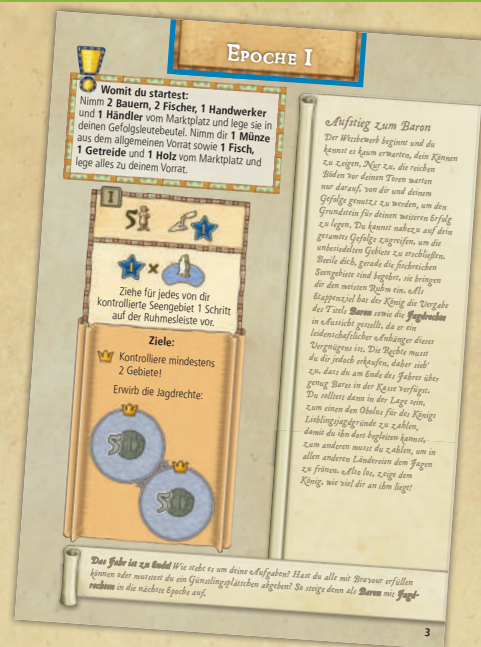 EPOCHE I
Womit du startest:
Nimm 2 Bauern, 2 Fischer, 1 Handwerker
und 1 Händler vom Marktplatz und lege sie in
deinen Gefolgsleutebeutel. Nimm dir 1 Münze
aus dem allgemeinen Vorrat sowie 1 Fisch,
1 Getreide und 1 Holz vom Marktplatz und
lege alles zu deinem Vorrat.
I
5 1
1 ×
Ziehe für jedes von dir
kontrollierte Seengebiet 1 Schritt
auf der Ruhmesleiste vor.
Ziele:
Kontrolliere mindestens
2 Gebiete!
Erwirb die Jagdrechte:
5
5
Aufstieg zum Baron
Der Wettbewerb beginnt und du
kannst es kaum erwarten, dein Können
zu zeigen. Nur zu, die reichen
Böden vor deinen Toren warten
nur darauf, von dir und deinem
Gefolge genutzt zu werden, um den
Grundstein für deinen weiteren Erfolg
zu legen. Du kannst nahezu auf dein
gesamtes Gefolge zugreifen, um die
unbesiedelten Gebiete zu erschließen.
Beeile dich, gerade die fischreichen
Seengebiete sind begehrt, sie bringen
dir den meisten Ruhm ein. Als
Etappenziel hat der König die Vergabe
des Titels Baron sowie die Jagdrechte
in Aussicht gestellt, da er ein
leidenschaftlicher Anhänger dieses
Vergnügens ist. Die Rechte musst
du dir jedoch erkaufen, daher sieh'
zu, dass du am Ende des Jahres über
genug Bares in der Kasse verfügst.
Du solltest dann in der Lage sein,
zum einen den Obolus für des Königs
Lieblingsjagdgründe zu zahlen,
damit du ihn dort begleiten kannst,
zum anderen musst du zahlen, um in
allen anderen Ländereien dem Jagen
zu frönen. Also los, zeige dem
König, wie viel dir an ihm liegt!
Das Jahr ist zu Ende! Wie steht es um deine Aufgaben? Hast du alle mit Bravour erfüllen
können oder musstest du ein Günstlingsplättchen abgeben? So steige denn als Baron mit Jagd-
rechten in die nächste Epoche auf.
3